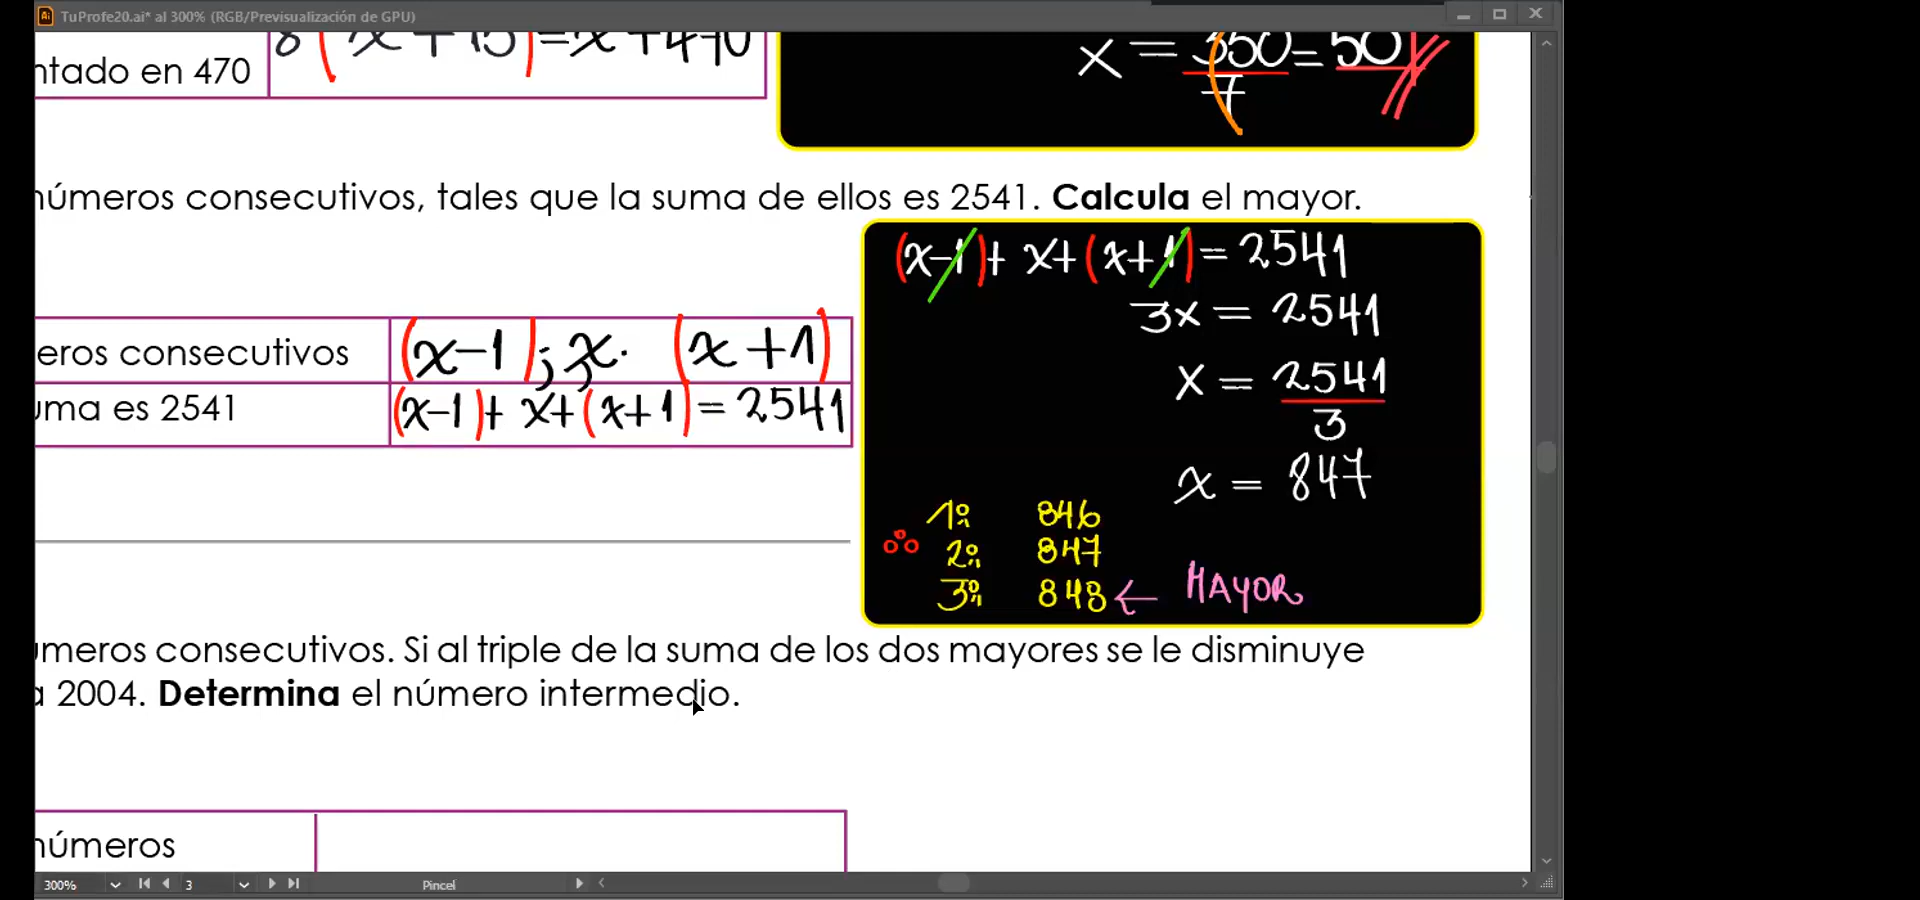 TuProfe20.ai* al 300% (RGB/Previsualización de GPU)
8(x+15)=x+470
ntado en 470
x = 350/7 = 50
números consecutivos, tales que la suma de ellos es 2541. Calcula el mayor.
(x-1)+ x+(x+1)=2541
3x = 2541
eros consecutivos
(x-1); x. (x+1)
x = 2541/3
uma es 2541
(x-1)+ x+(x+1)=2541
x = 847
1º: 846
2º: 847
3º: 848 ← MAYOR
úmeros consecutivos. Si al triple de la suma de los dos mayores se le disminuye
a 2004. Determina el número intermedio.
números
300%
3
Pincel